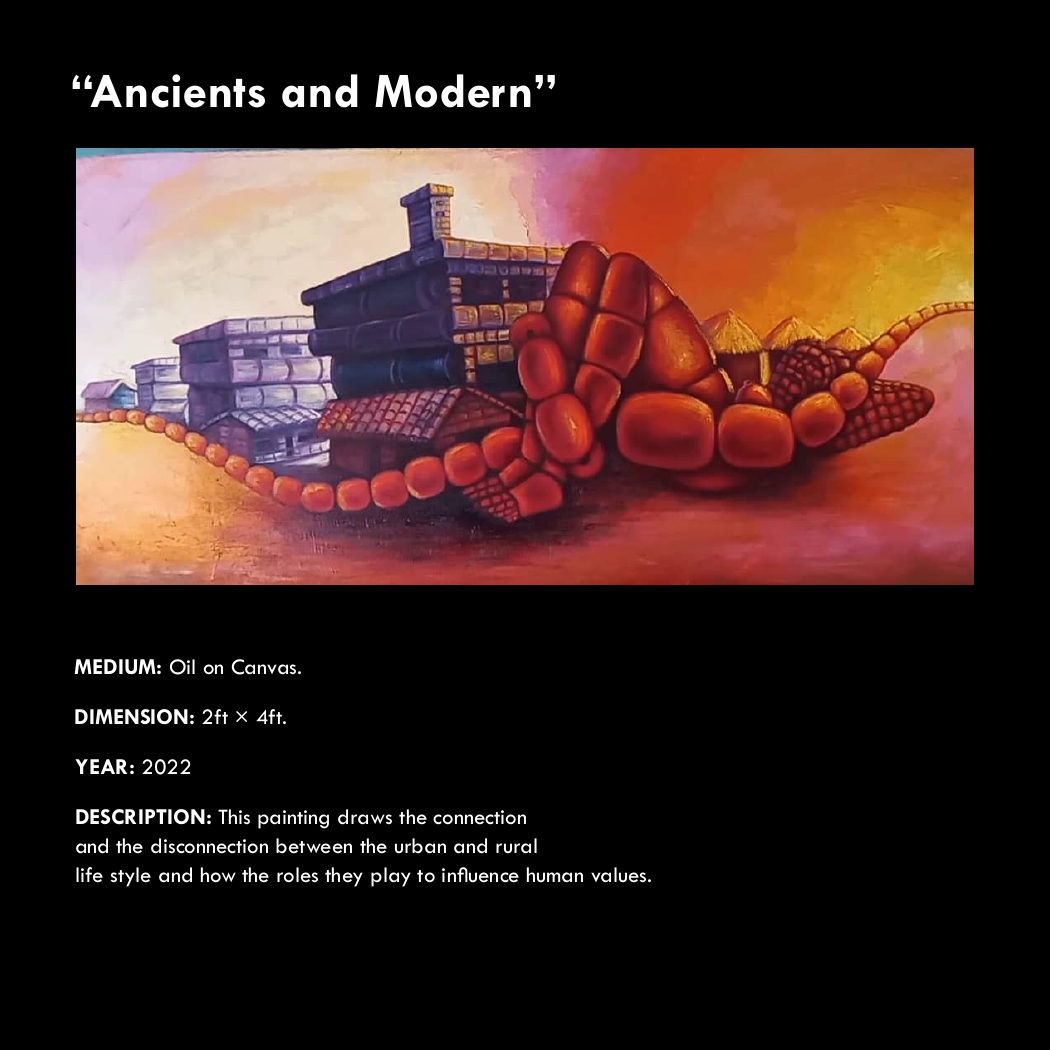 “Ancients and Modern”
MEDIUM: Oil on Canvas.
DIMENSION: 2ft × 4ft.
YEAR: 2022
DESCRIPTION: This painting draws the connection
and the disconnection between the urban and rural
life style and how the roles they play to influence human values.